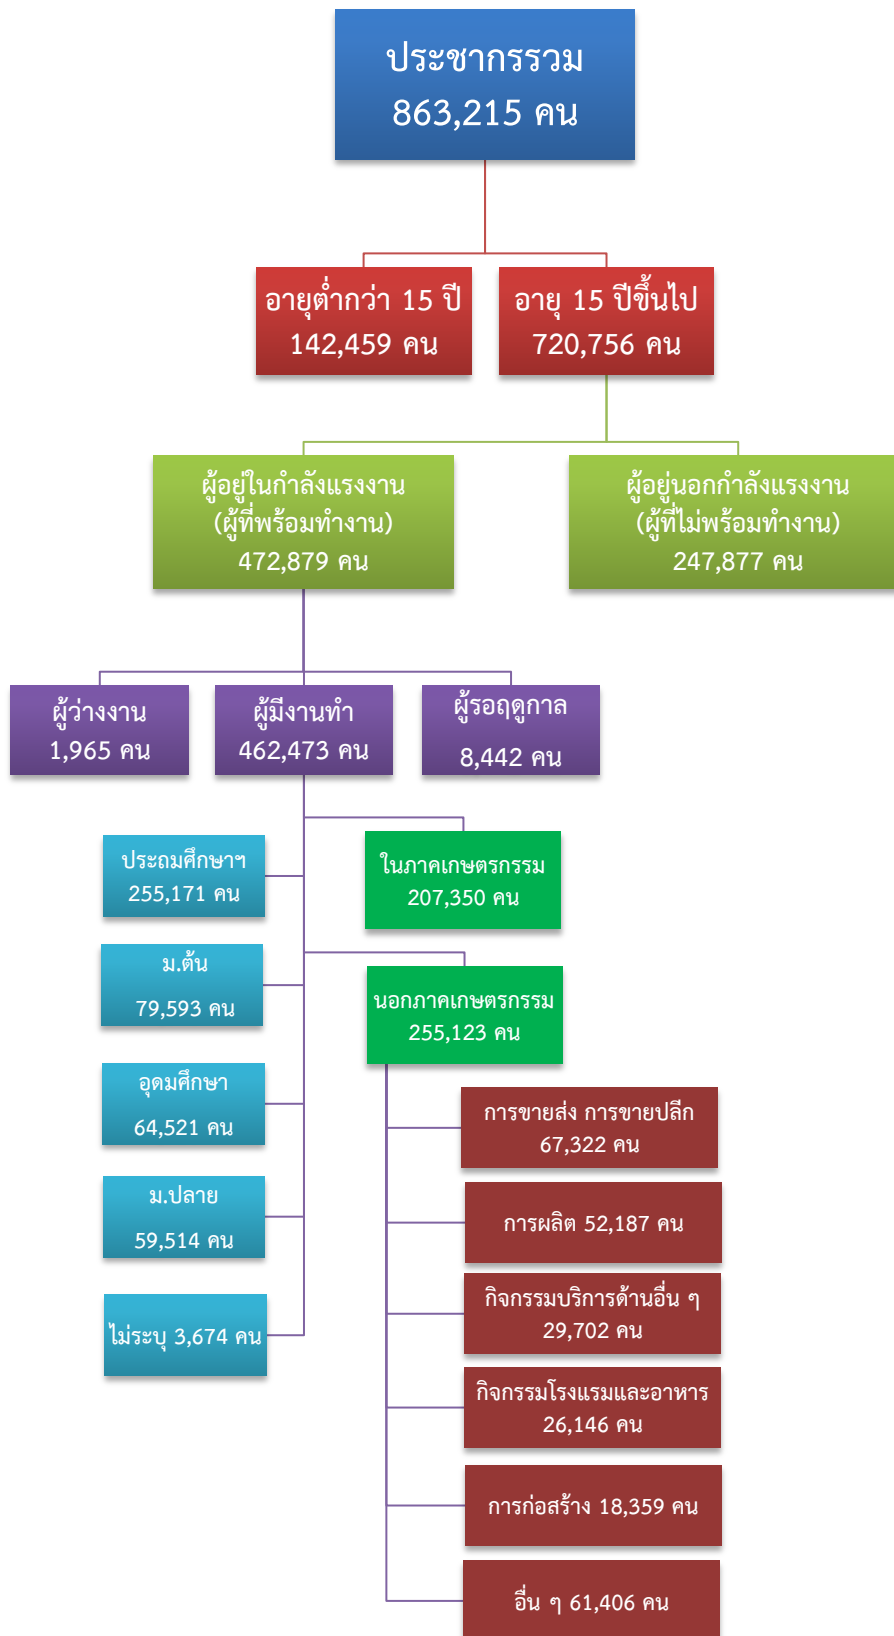 ประชากรรวม
863,215 คน
อายุต่ำกว่า 15 ปี
142,459 คน
อายุ 15 ปีขึ้นไป
720,756 คน
ผู้อยู่ในกำลังแรงงาน
(ผู้ที่พร้อมทำงาน)
472,879 คน
ผู้อยู่นอกกำลังแรงงาน
(ผู้ที่ไม่พร้อมทำงาน)
247,877 คน
ผู้ว่างงาน
1,965 คน
ผู้มีงานทำ
462,473 คน
ผู้รอฤดูกาล
8,442 คน
ประถมศึกษาฯ
255,171 คน
ม.ต้น
79,593 คน
อุดมศึกษา
64,521 คน
ม.ปลาย
59,514 คน
ไม่ระบุ 3,674 คน
ในภาคเกษตรกรรม
207,350 คน
นอกภาคเกษตรกรรม
255,123 คน
การขายส่ง การขายปลีก
67,322 คน
การผลิต 52,187 คน
กิจกรรมบริการด้านอื่น ๆ
29,702 คน
กิจกรรมโรงแรมและอาหาร
26,146 คน
การก่อสร้าง 18,359 คน
อื่น ๆ 61,406 คน